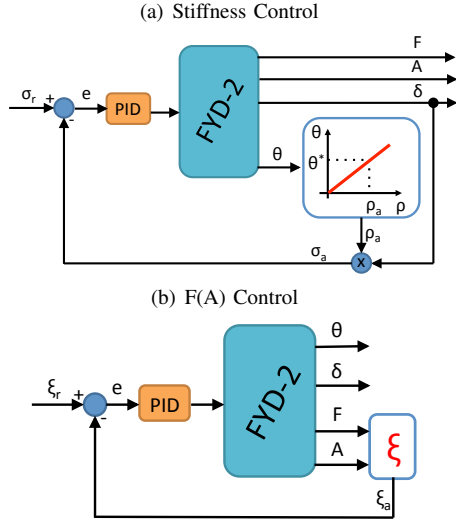 (a) Stiffness Control
F
A
σr + e PID FYD-2 δ
-
θ θ
θ*
ρa ρ
ρa
σa x
(b) F(A) Control
θ
δ
ξr + e PID FYD-2 F
- A ξ
ξa